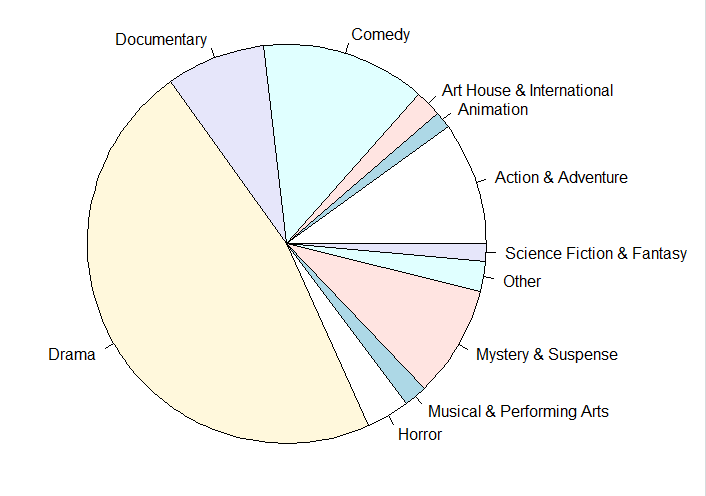 Comedy
Documentary
Art House & International
Animation
Action & Adventure
Science Fiction & Fantasy
Other
Drama
Mystery & Suspense
Musical & Performing Arts
Horror